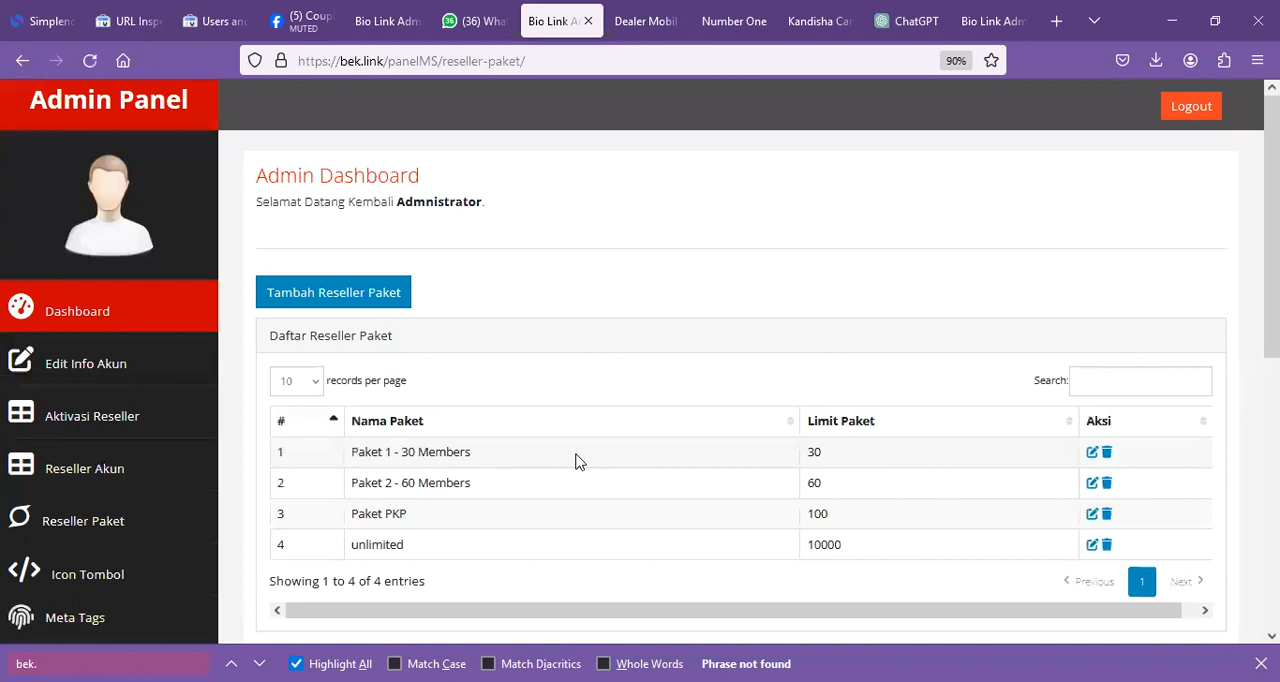 Simplenc
URL Insp
Users and
(5) Coup
MUTED
Bio Link Adm
36
(36) What
Bio Link A
Dealer Mobil
Number One
Kandisha Car
ChatGPT
Bio Link Adm
https://bek.link/panelMS/reseller-paket/
90%
Admin Panel
Logout
Admin Dashboard
Selamat Datang Kembali Admnistrator.
Dashboard
Edit Info Akun
Aktivasi Reseller
Reseller Akun
Reseller Paket
Icon Tombol
Meta Tags
Tambah Reseller Paket
Daftar Reseller Paket
10 records per page
Search:
# Nama Paket Limit Paket Aksi
1 Paket 1 - 30 Members 30
2 Paket 2 - 60 Members 60
3 Paket PKP 100
4 unlimited 10000
Showing 1 to 4 of 4 entries
Previous 1 Next
bek. Highlight All Match Case Match Diacritics Whole Words Phrase not found